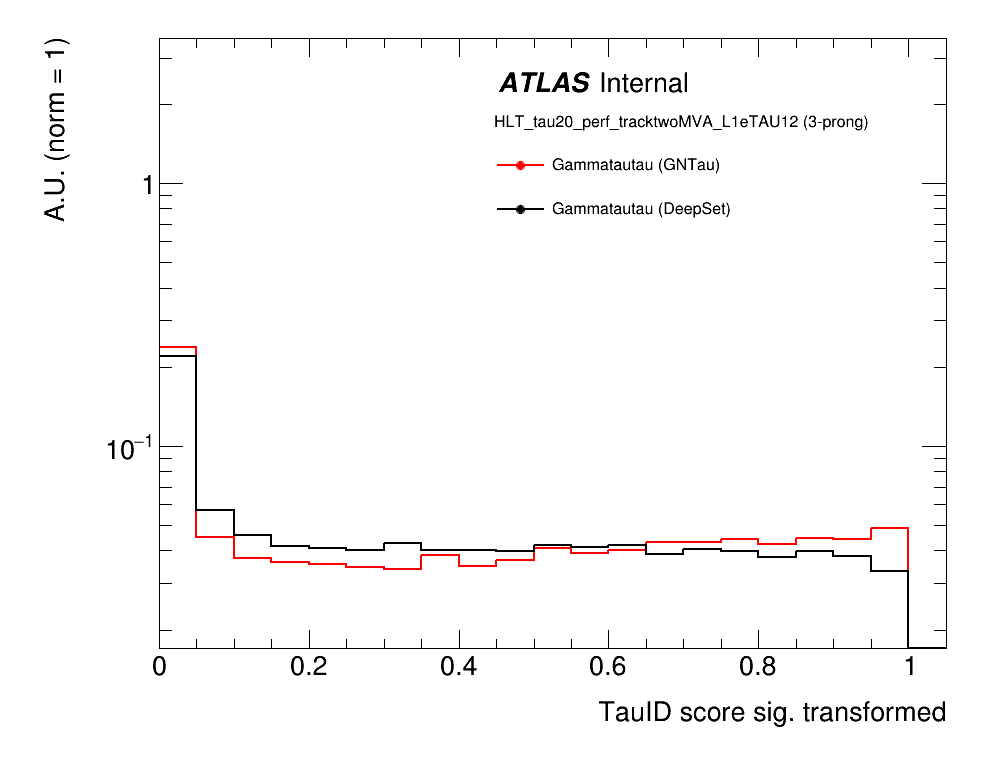 A.U. (norm = 1)
ATLAS Internal
HLT_tau20_perf_tracktwoMVA_L1eTAU12 (3-prong)
Gammatautau (GNTau)
Gammatautau (DeepSet)
1
10⁻¹
0 0.2 0.4 0.6 0.8 1
TauID score sig. transformed